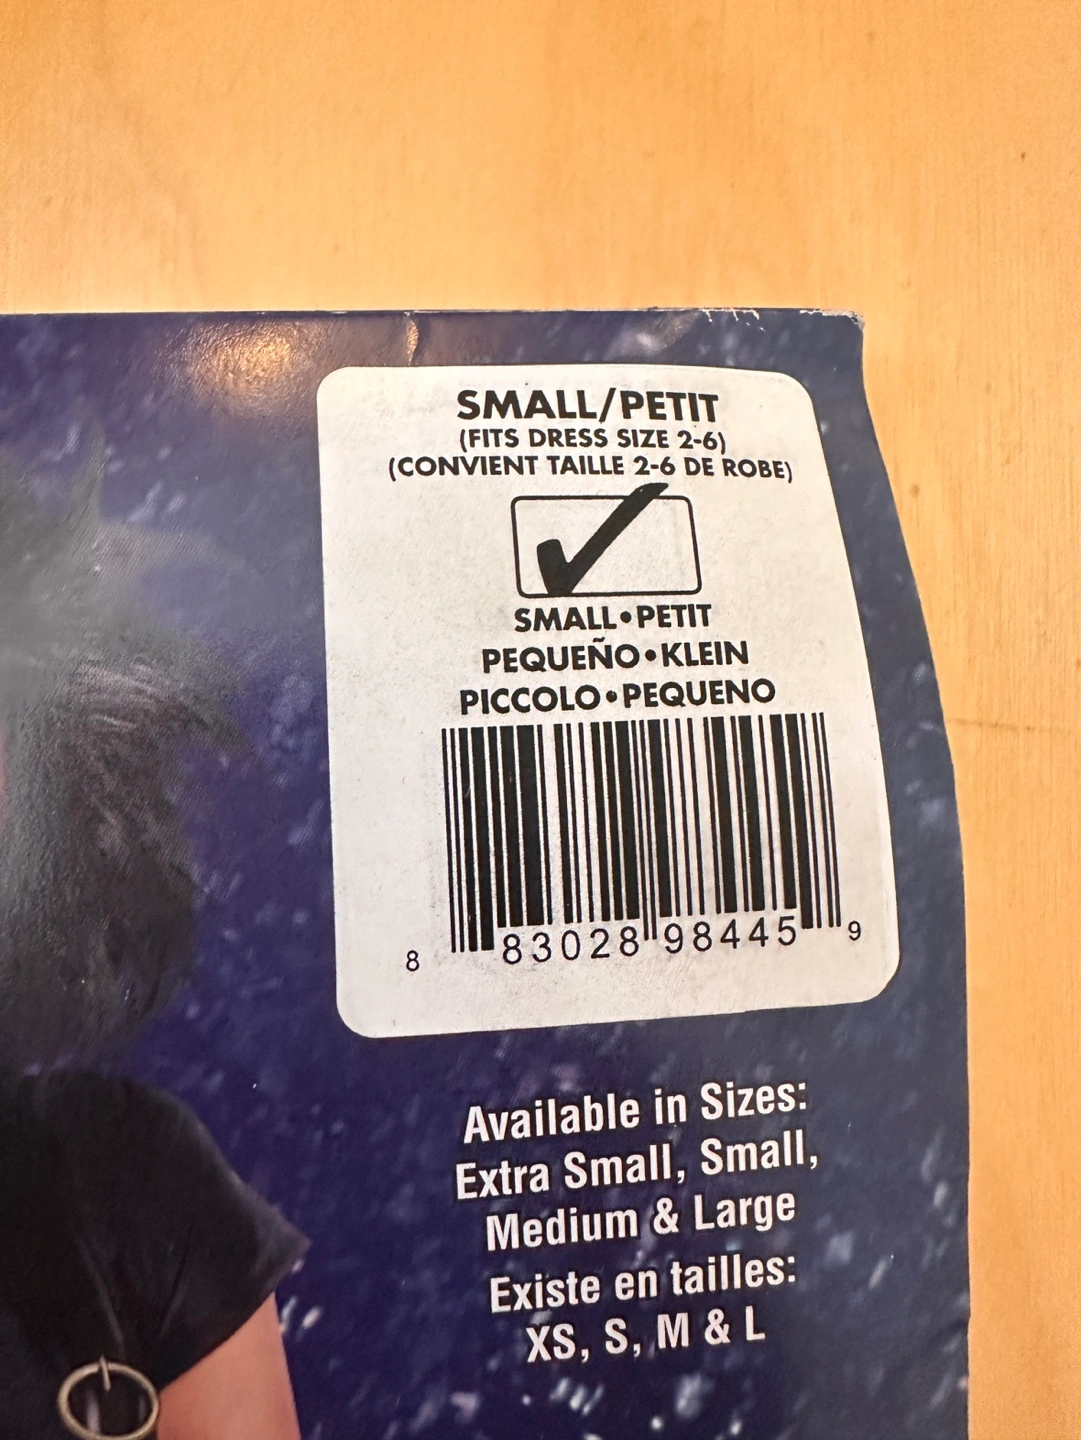 SMALL/PETIT
(FITS DRESS SIZE 2-6)
(CONVIENT TAILLE 2-6 DE ROBE)
SMALL•PETIT
PEQUEÑO•KLEIN
PICCOLO•PEQUENO
8 83028 98445 9
Available in Sizes:
Extra Small, Small,
Medium & Large
Existe en tailles:
XS, S, M & L